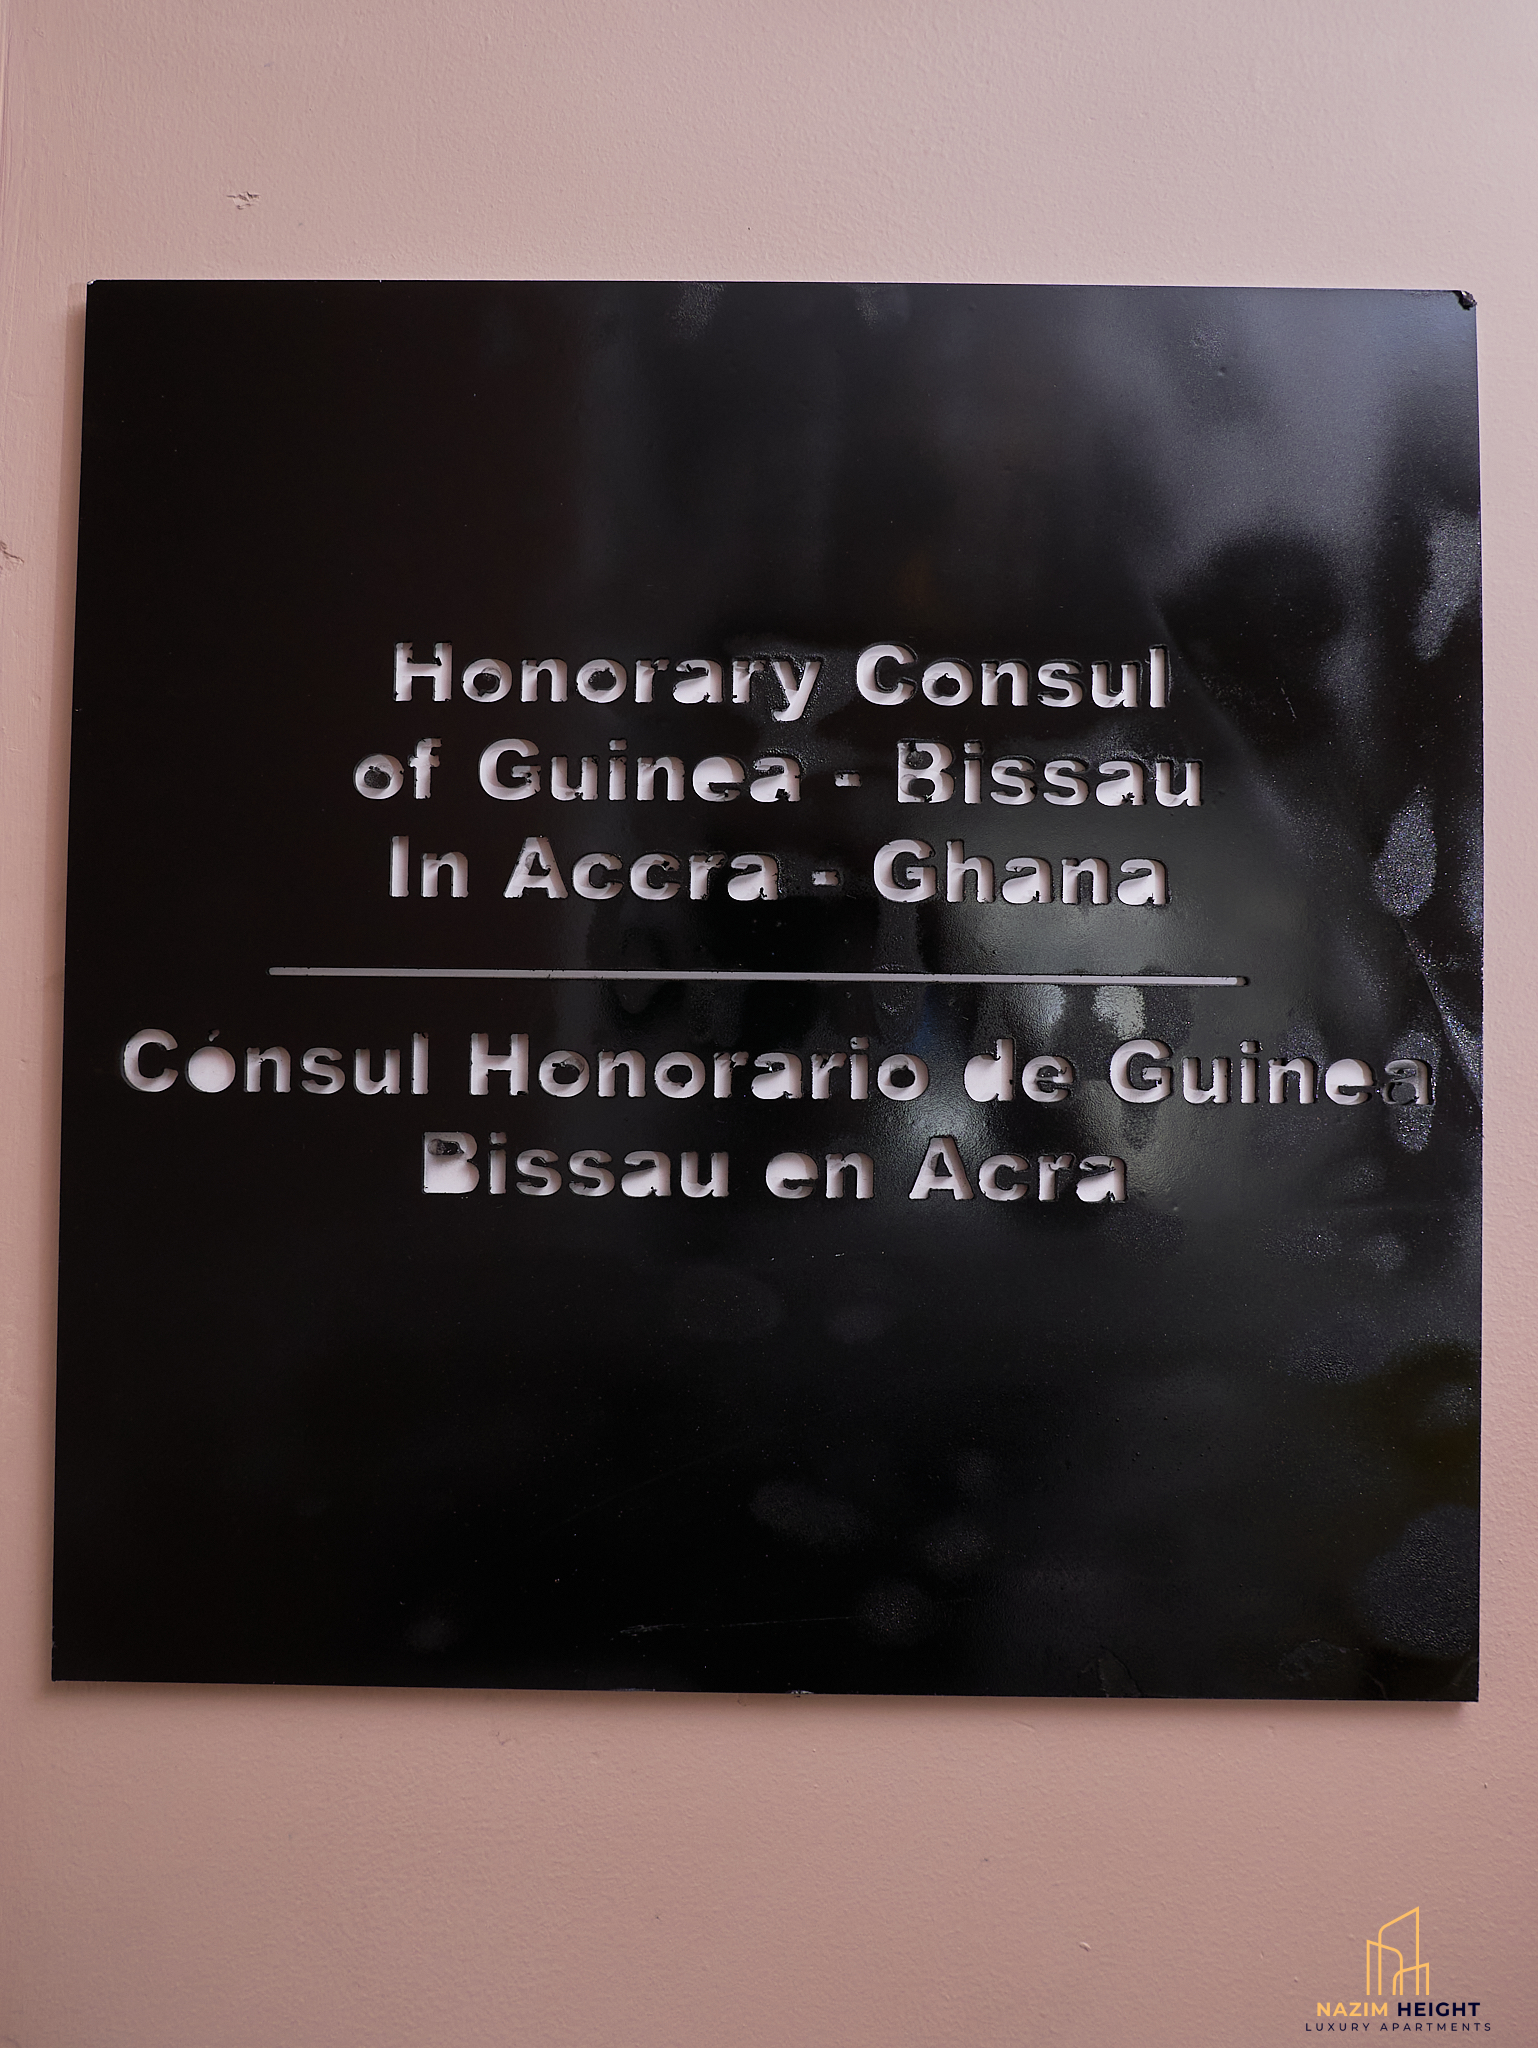 Honorary Consul
of Guinea - Bissau
In Accra - Ghana
Cónsul Honorario de Guinea
Bissau en Acra
NAZIM HEIGHT
LUXURY APARTMENTS